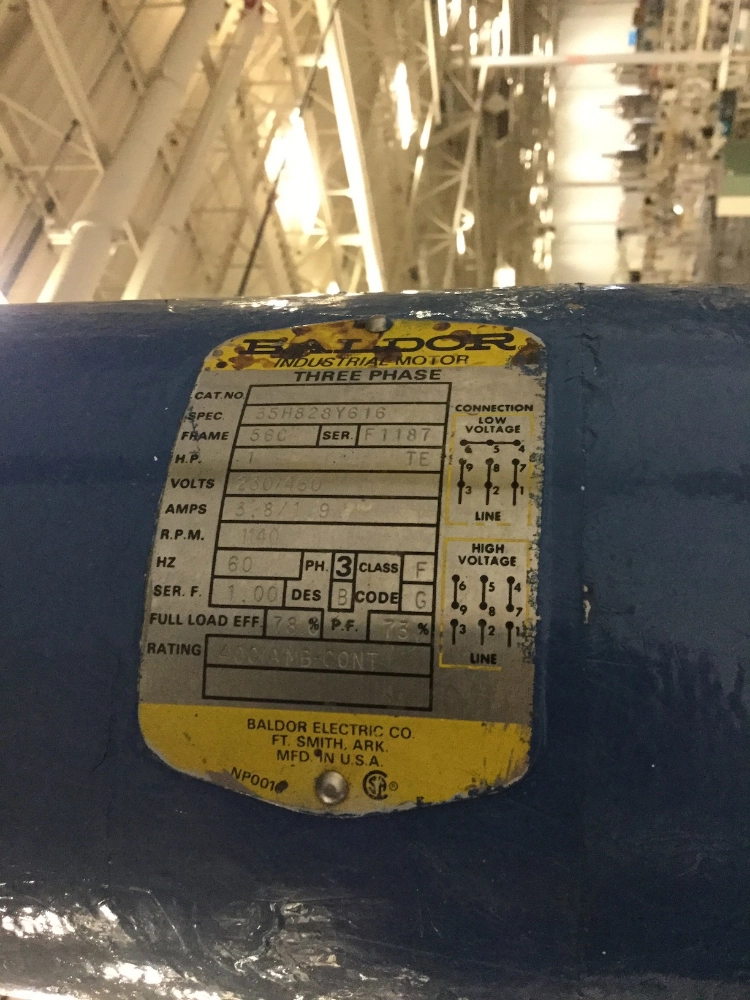 BALDOR
INDUSTRIAL MOTOR
THREE PHASE
CAT.NO.
SPEC. 35H828Y616
FRAME 56C SER. F1187
H.P. 1 TE
VOLTS 230/460
AMPS 3.8/1.9
R.P.M. 1140
HZ 60 PH. 3 CLASS F
SER. F. 1.00 DES B CODE G
FULL LOAD EFF. 78 % P.F. 73 %
RATING 40C AMB-CONT
CONNECTION
LOW
VOLTAGE
6 5 4
9 8 7
3 2 1
LINE
HIGH
VOLTAGE
6 5 4
9 8 7
3 2 1
LINE
BALDOR ELECTRIC CO.
FT. SMITH, ARK.
MFD. IN U.S.A.
NP001